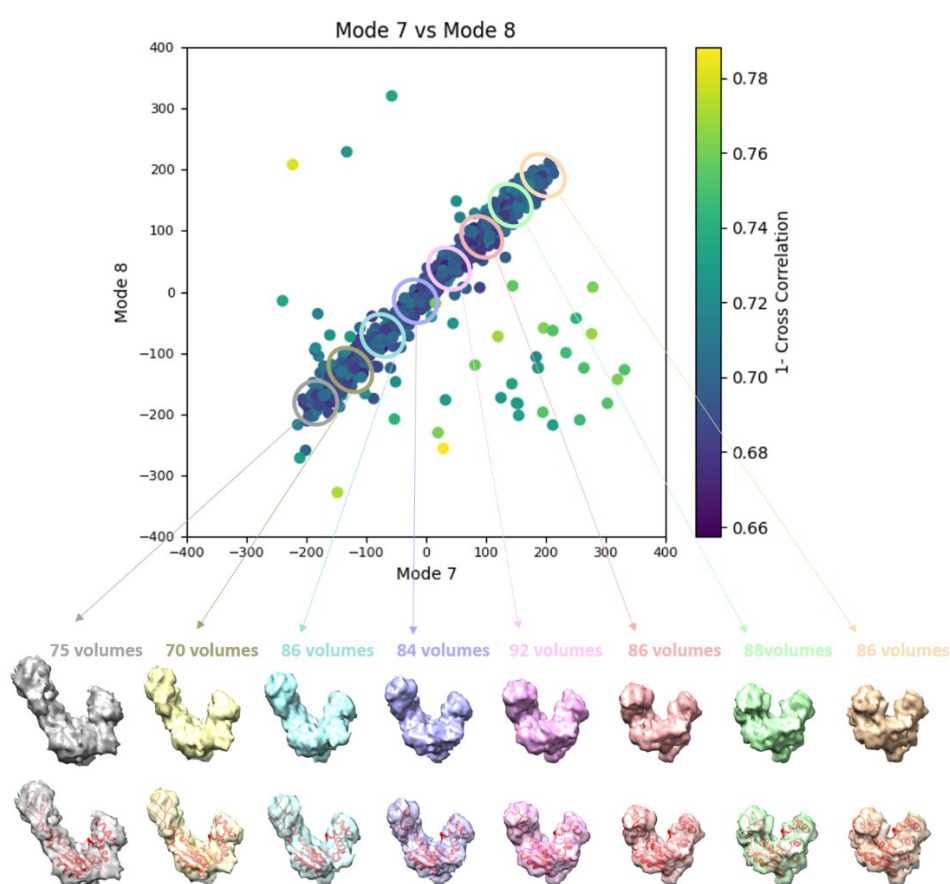 Mode 7 vs Mode 8
400
300
200
100
0
−100
−200
−300
−400
Mode 8
−400 −300 −200 −100 0 100 200 300 400
Mode 7
0.78
0.76
0.74
0.72
0.70
0.68
0.66
1- Cross Correlation
75 volumes 70 volumes 86 volumes 84 volumes 92 volumes 86 volumes 88volumes 86 volumes